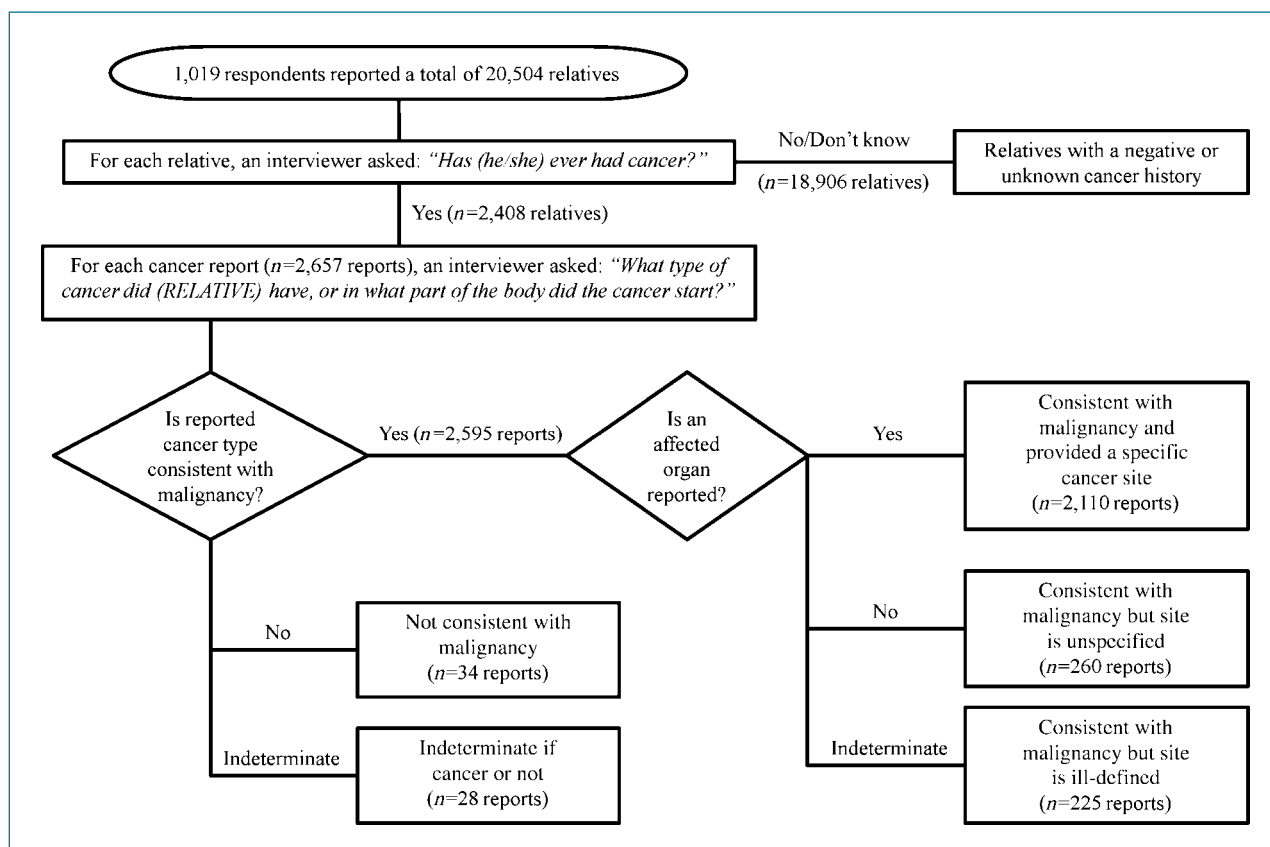 1,019 respondents reported a total of 20,504 relatives
For each relative, an interviewer asked: “Has (he/she) ever had cancer?”
No/Don’t know
(n=18,906 relatives)
Relatives with a negative or
unknown cancer history
Yes (n=2,408 relatives)
For each cancer report (n=2,657 reports), an interviewer asked: “What type of
cancer did (RELATIVE) have, or in what part of the body did the cancer start?”
Is reported
cancer type
consistent with
malignancy?
Yes (n=2,595 reports)
Is an
affected
organ
reported?
Yes
Consistent with
malignancy and
provided a specific
cancer site
(n=2,110 reports)
No
Not consistent with
malignancy
(n=34 reports)
No
Consistent with
malignancy but site
is unspecified
(n=260 reports)
Indeterminate
Indeterminate if
cancer or not
(n=28 reports)
Indeterminate
Consistent with
malignancy but site
is ill-defined
(n=225 reports)